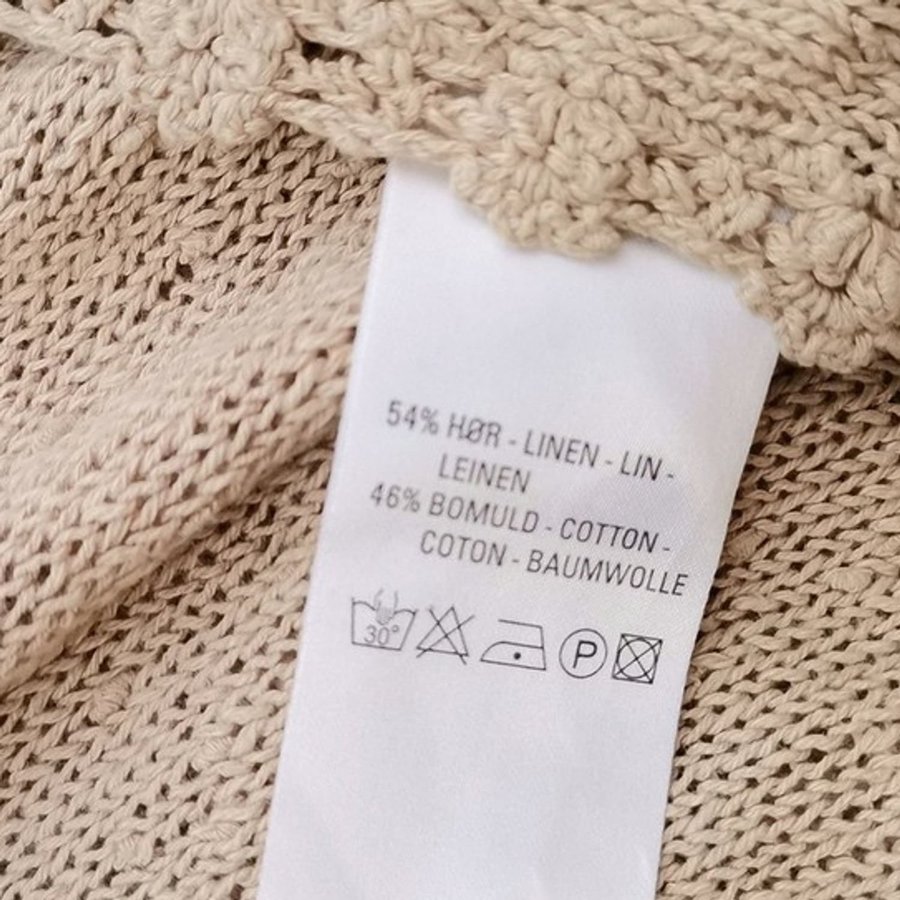 54% HØR - LINEN - LIN -
LEINEN
46% BOMULD - COTTON -
COTON - BAUMWOLLE
30°
P